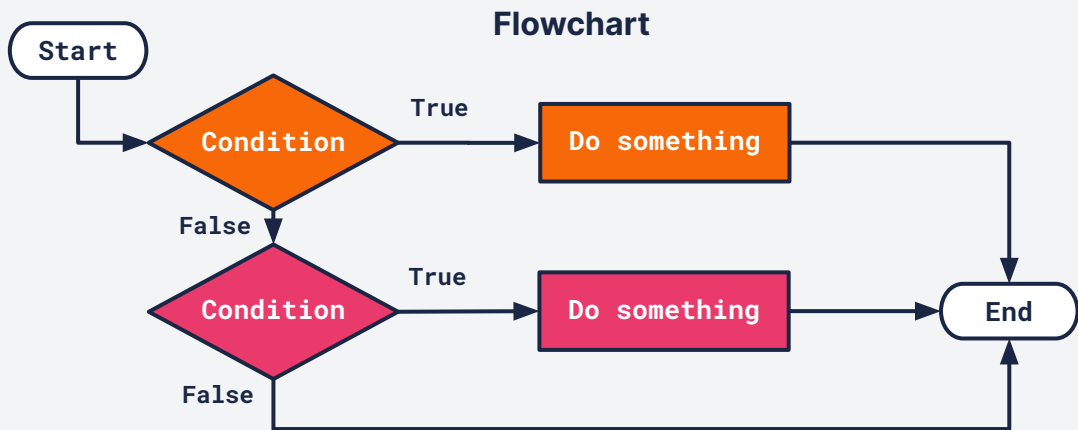 Flowchart
Start
True
Condition
Do something
False
True
Condition
Do something
End
False